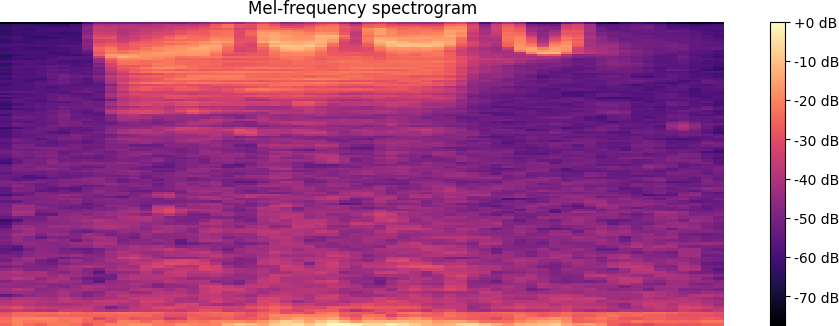 Mel-frequency spectrogram
+0 dB
-10 dB
-20 dB
-30 dB
-40 dB
-50 dB
-60 dB
-70 dB